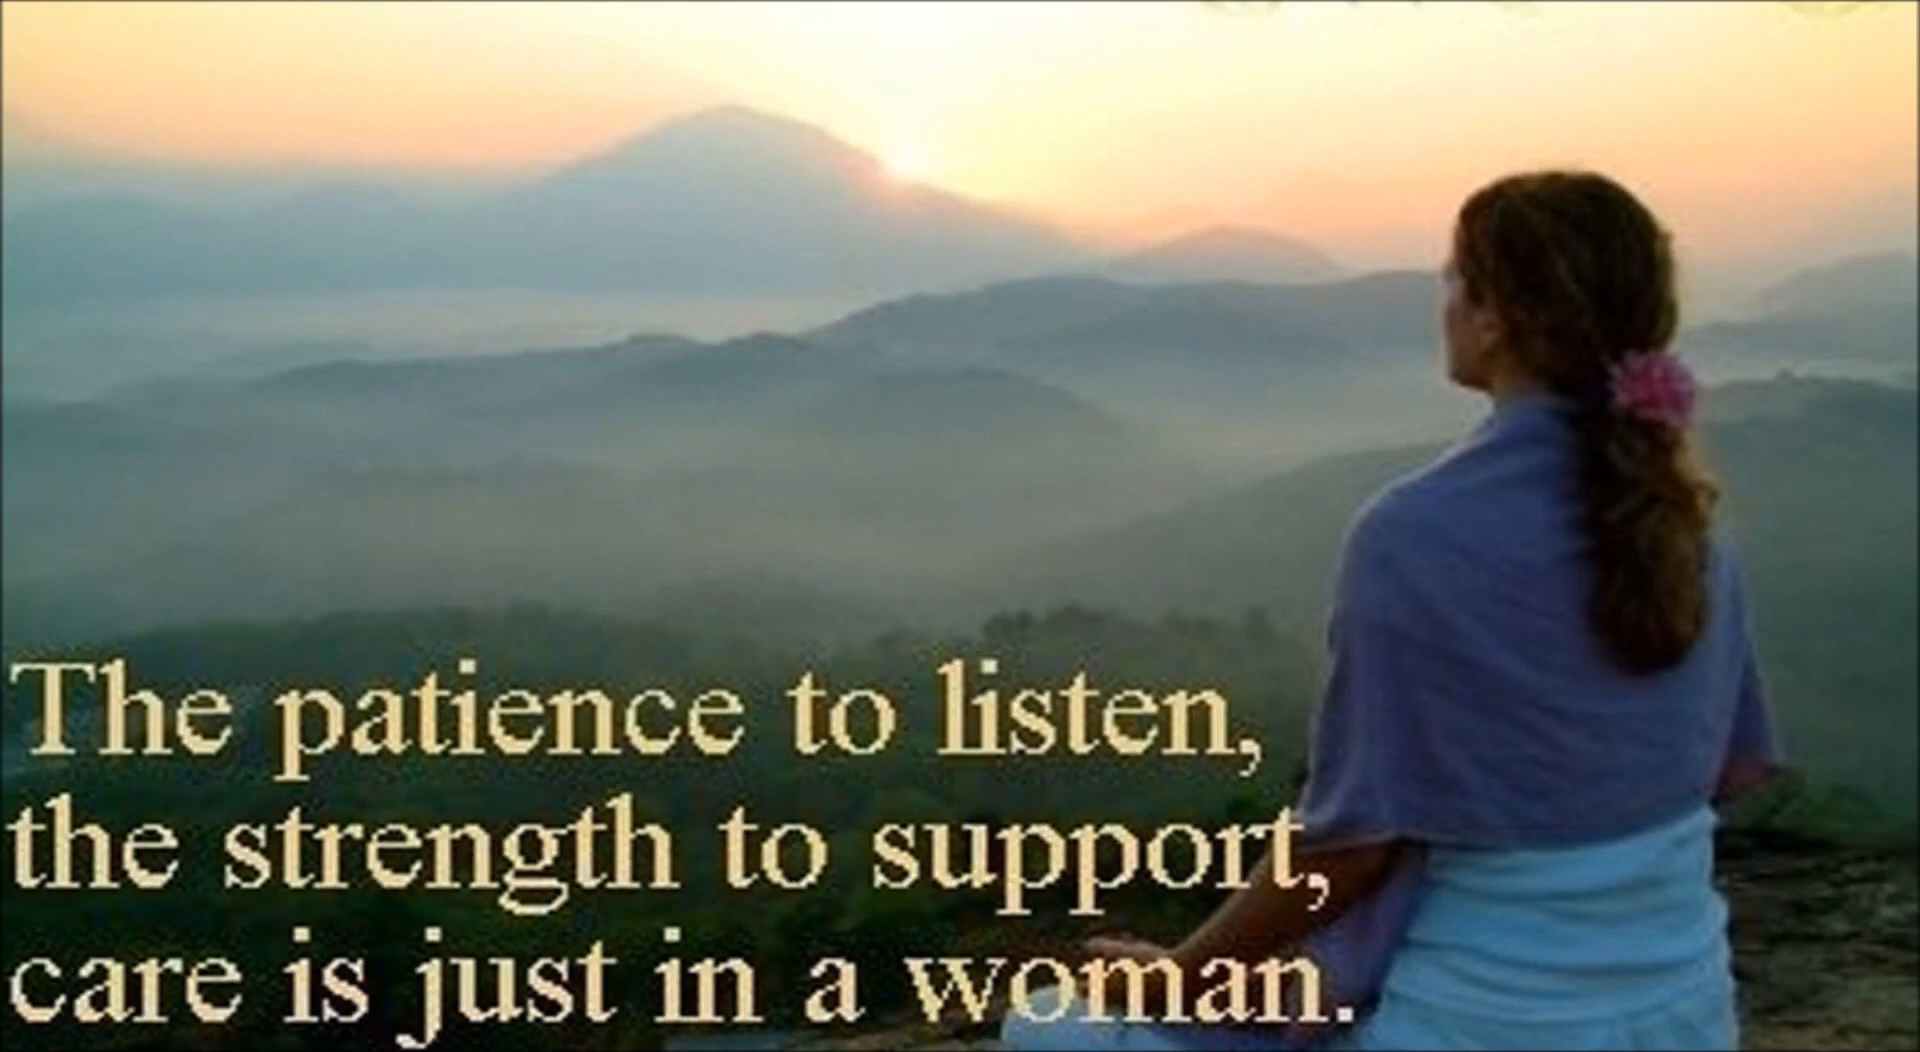 The patience to listen,
the strength to support,
care is just in a woman.